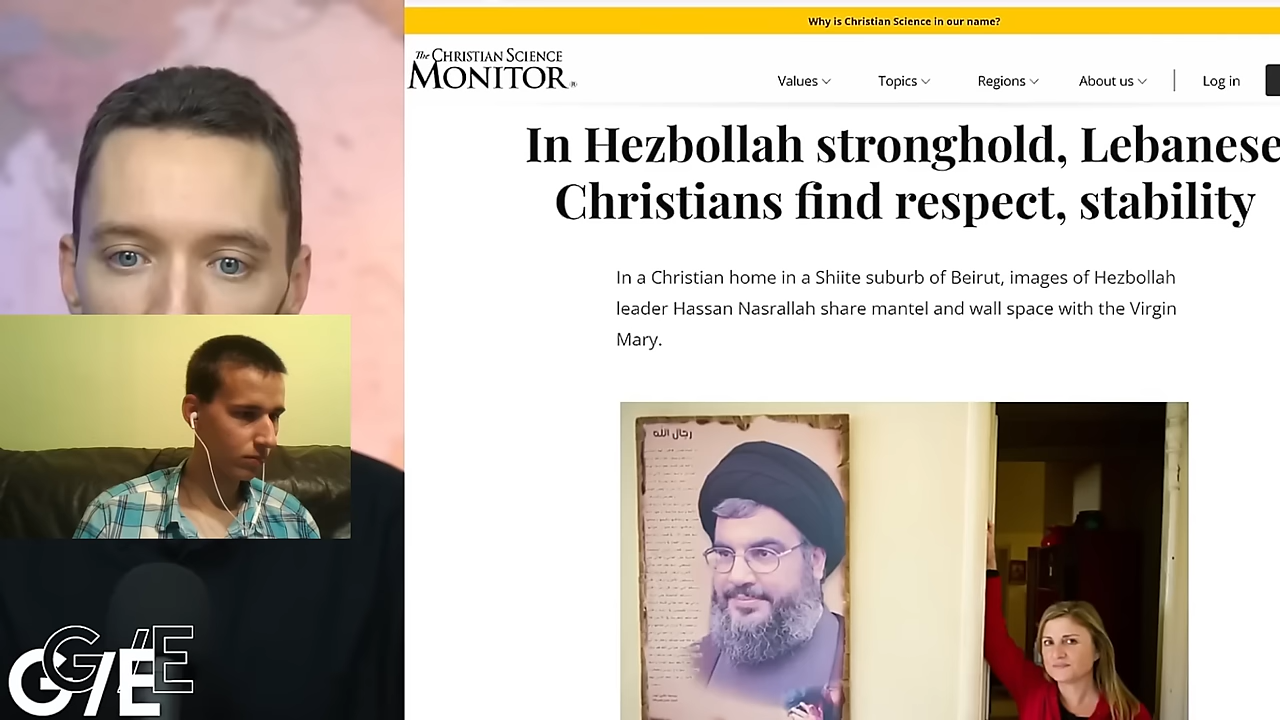 Why is Christian Science in our name?
The CHRISTIAN SCIENCE
MONITOR®
Values
Topics
Regions
About us
Log in
In Hezbollah stronghold, Lebanese
Christians find respect, stability
In a Christian home in a Shiite suburb of Beirut, images of Hezbollah
leader Hassan Nasrallah share mantel and wall space with the Virgin
Mary.
رجال الله
G/E
G/E